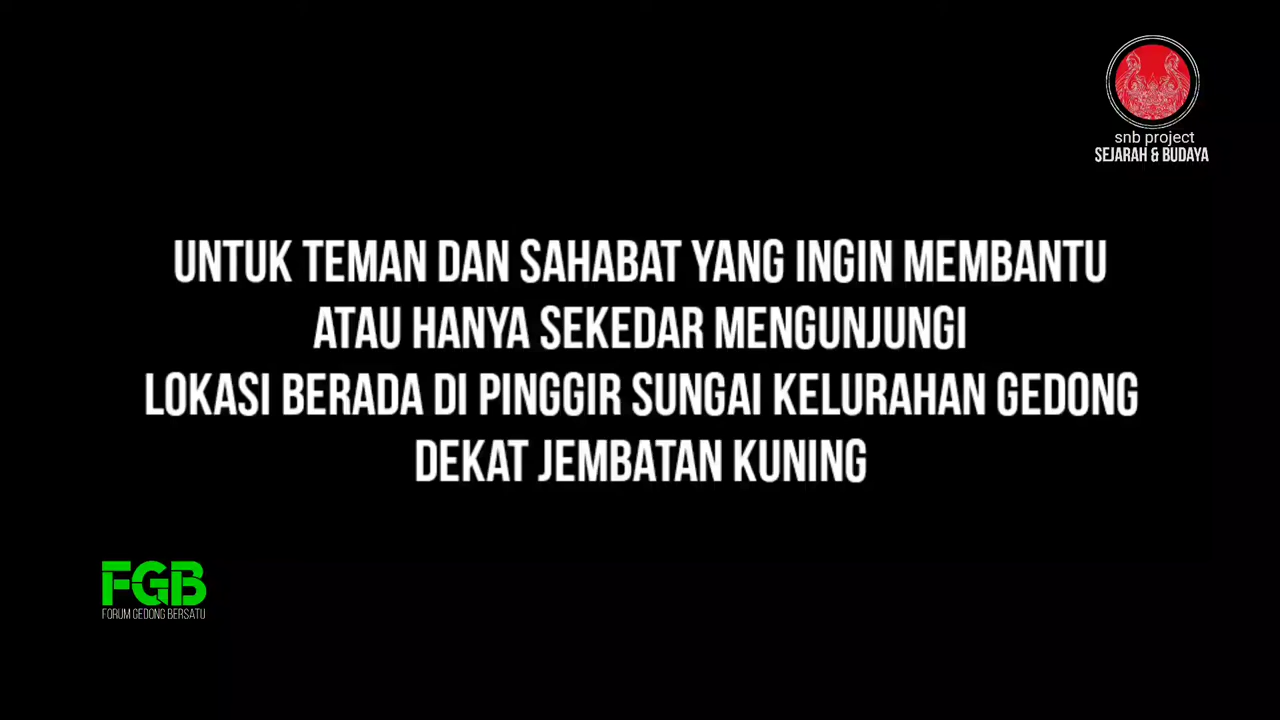 snb project
SEJARAH & BUDAYA
UNTUK TEMAN DAN SAHABAT YANG INGIN MEMBANTU
ATAU HANYA SEKEDAR MENGUNJUNGI
LOKASI BERADA DI PINGGIR SUNGAI KELURAHAN GEDONG
DEKAT JEMBATAN KUNING
FGB
FORUM GEDONG BERSATU